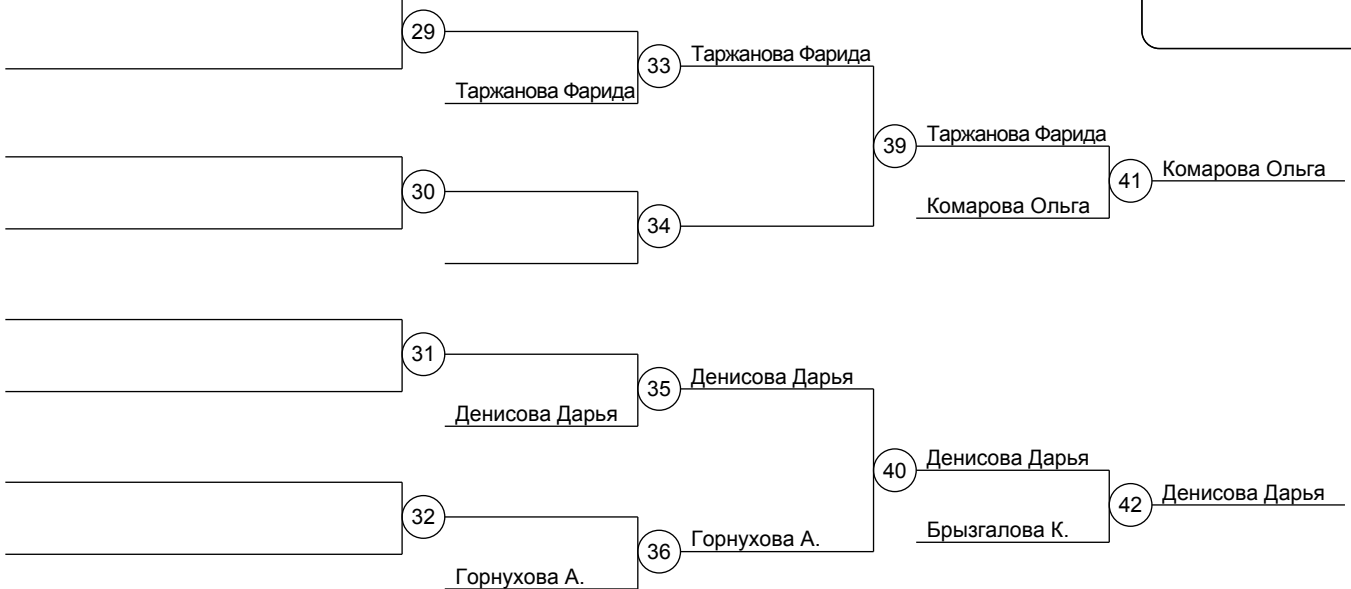 29
33
Таржанова Фарида
Таржанова Фарида
39
Таржанова Фарида
41
Комарова Ольга
30
Комарова Ольга
34
31
35
Денисова Дарья
Денисова Дарья
40
Денисова Дарья
42
Денисова Дарья
32
Брызгалова К.
36
Горнухова А.
Горнухова А.